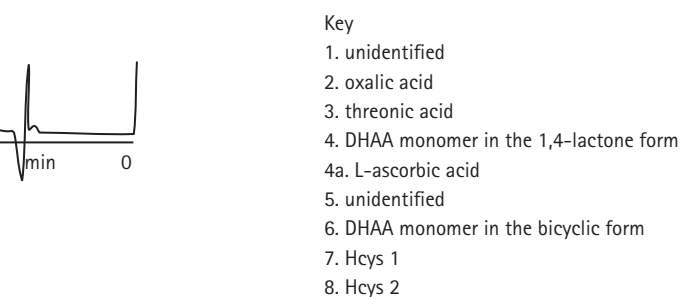 Key
1. unidentified
2. oxalic acid
3. threonic acid
4. DHAA monomer in the 1,4-lactone form
4a. L-ascorbic acid
5. unidentified
6. DHAA monomer in the bicyclic form
7. Hcys 1
8. Hcys 2
min 0